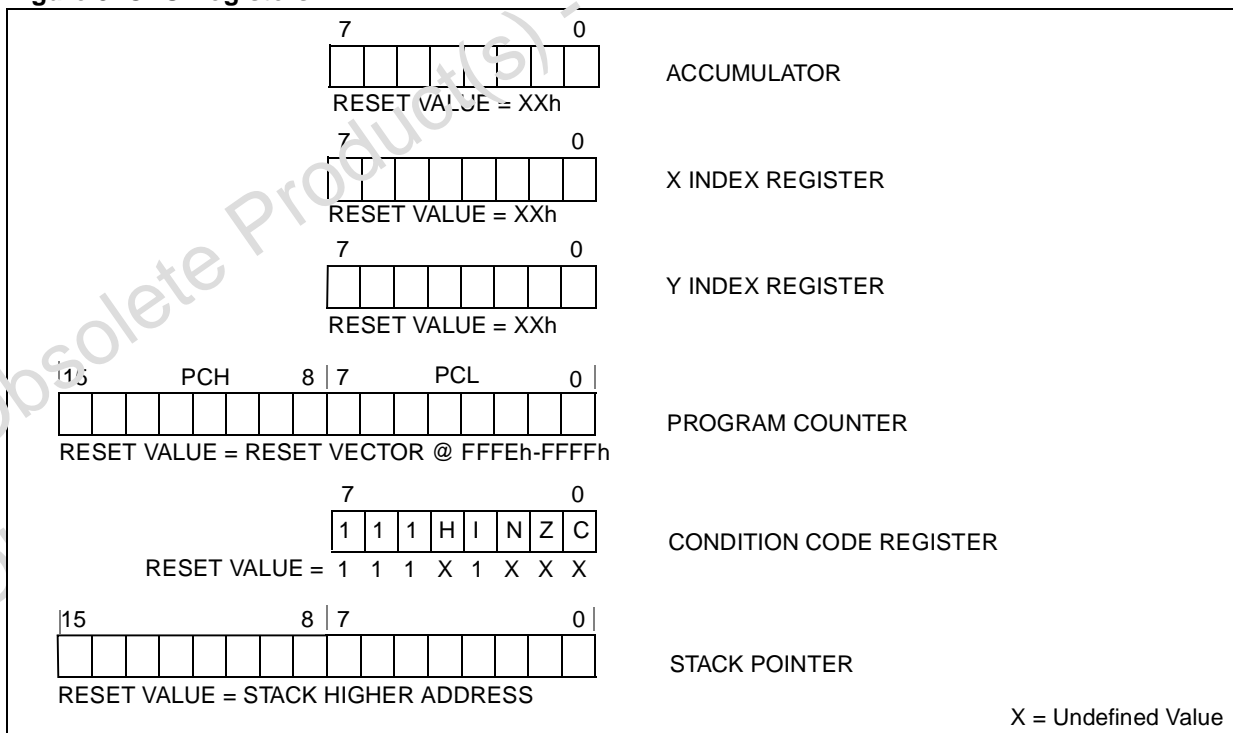 7 0
ACCUMULATOR
RESET VALUE = XXh
7 0
X INDEX REGISTER
RESET VALUE = XXh
7 0
Y INDEX REGISTER
RESET VALUE = XXh
15 PCH 8 7 PCL 0
PROGRAM COUNTER
RESET VALUE = RESET VECTOR @ FFFEh-FFFFh
7 0
1 1 1 H I N Z C
CONDITION CODE REGISTER
RESET VALUE = 1 1 1 X 1 X X X
15 8 7 0
STACK POINTER
RESET VALUE = STACK HIGHER ADDRESS
X = Undefined Value
Obsolete Product(s) -